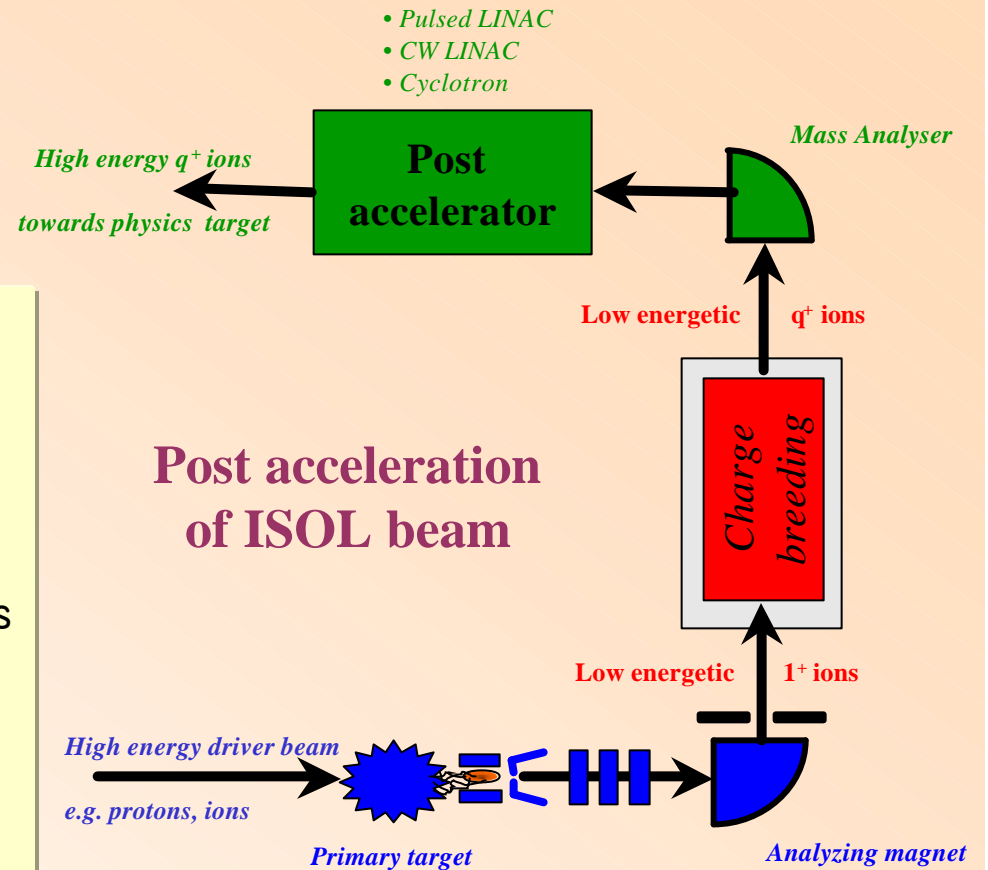 • Pulsed LINAC
• CW LINAC
• Cyclotron
Mass Analyser
High energy q+ ions
towards physics target
Post
accelerator
Low energetic q+ ions
Charge
breeding
Post acceleration
of ISOL beam
s
Low energetic 1+ ions
High energy driver beam
e.g. protons, ions
Primary target
Analyzing magnet